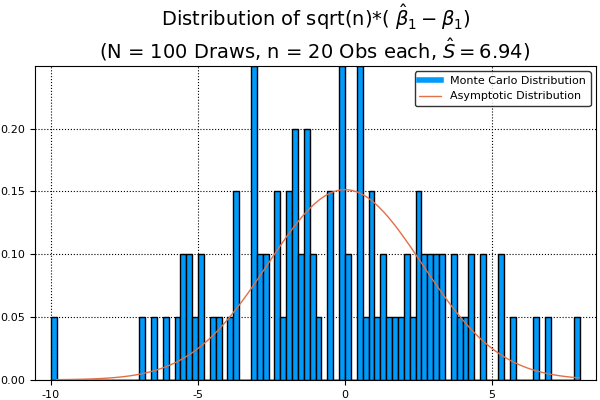 Distribution of sqrt(n)*( β̂₁ − β₁)
(N = 100 Draws, n = 20 Obs each, Ŝ = 6.94)
Monte Carlo Distribution
Asymptotic Distribution
0.20
0.15
0.10
0.05
0.00
-10 -5 0 5